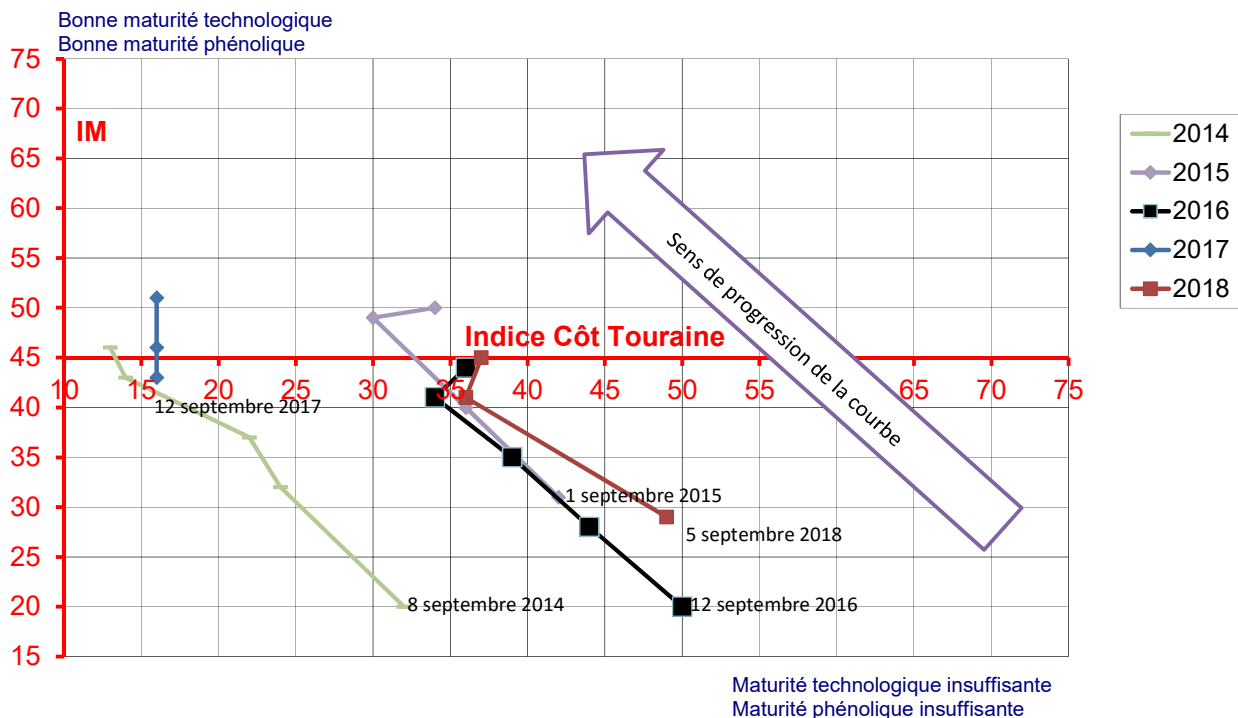 Bonne maturité technologique
Bonne maturité phénolique
75
70
65
60
55
50
45
40
35
30
25
20
15
IM
Indice Côt Touraine
10 15 20 25 30 35 40 45 50 55 60 65 70 75
Sens de progression de la courbe
12 septembre 2017
1 septembre 2015
5 septembre 2018
8 septembre 2014
12 septembre 2016
2014
2015
2016
2017
2018
Maturité technologique insuffisante
Maturité phénolique insuffisante